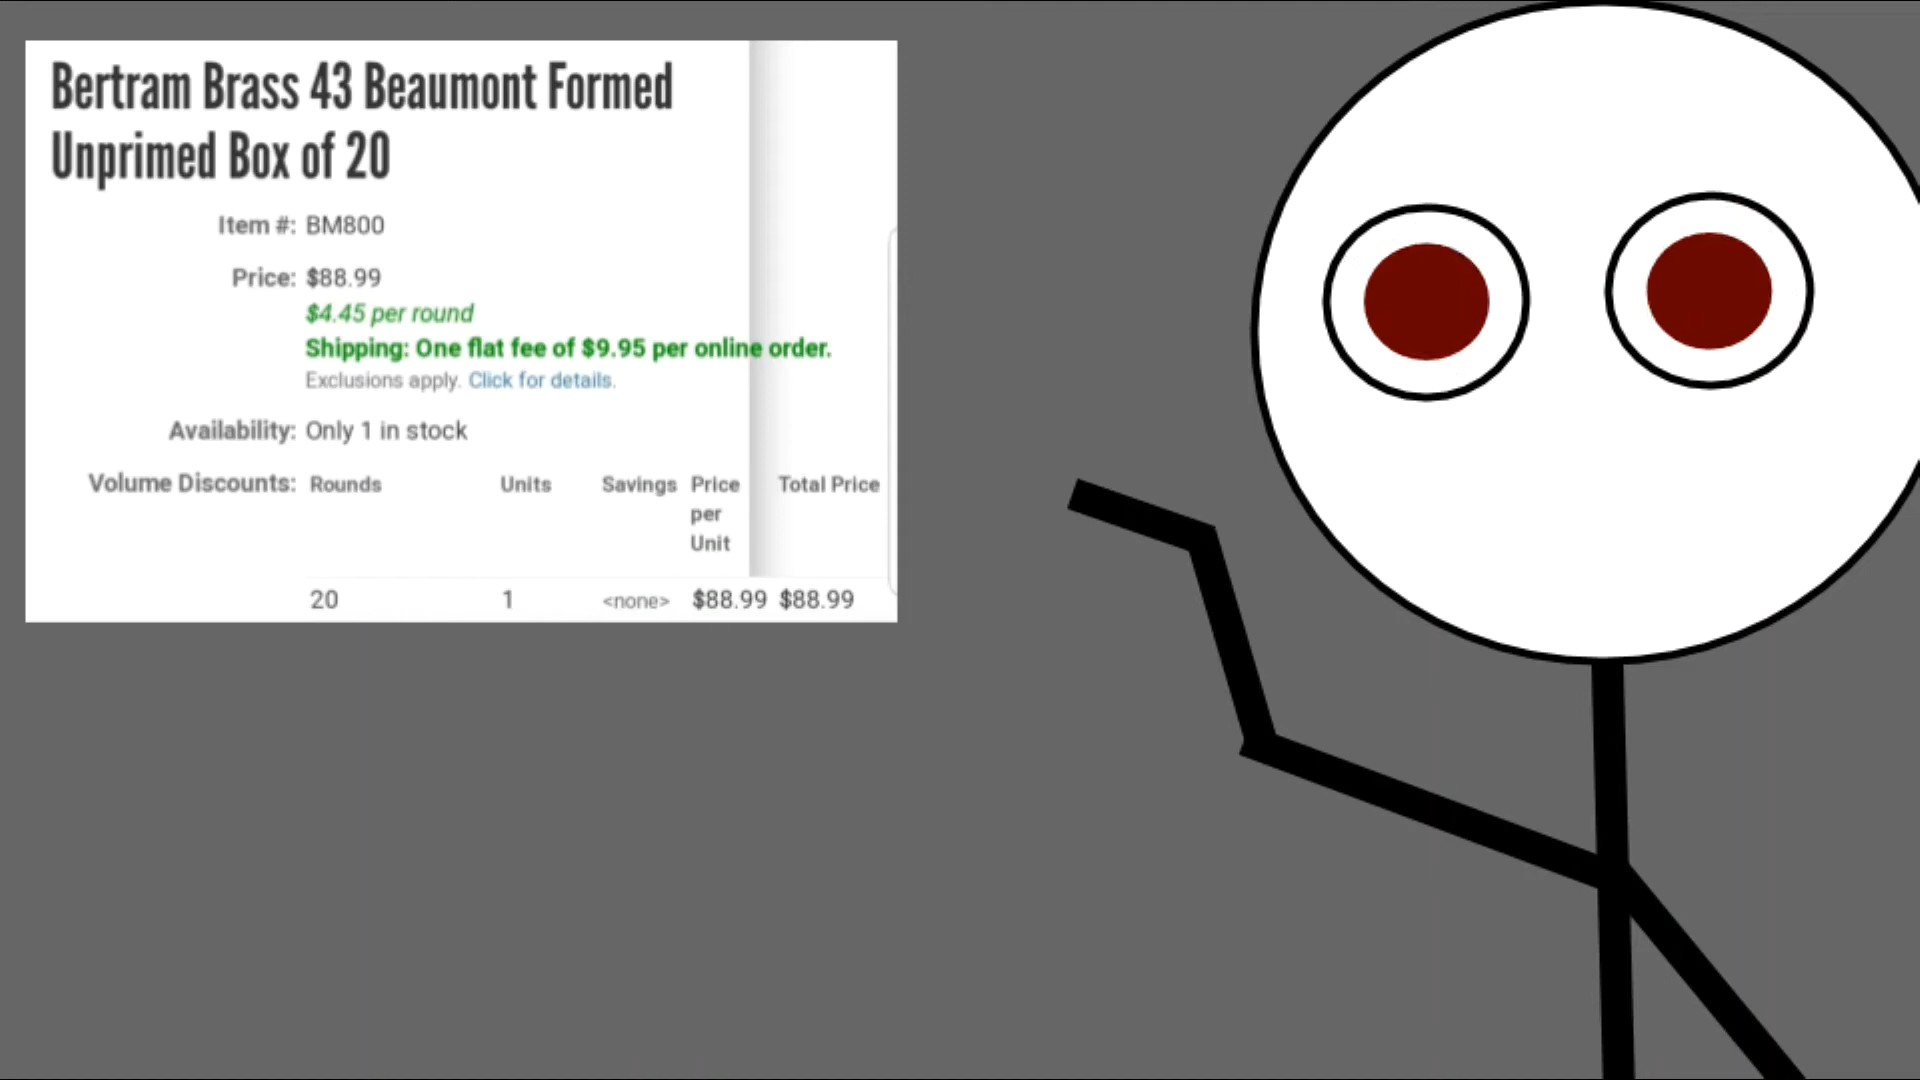 Bertram Brass 43 Beaumont Formed
Unprimed Box of 20
Item #: BM800
Price: $88.99
$4.45 per round
Shipping: One flat fee of $9.95 per online order.
Exclusions apply. Click for details.
Availability: Only 1 in stock
Volume Discounts: Rounds Units Savings Price per Unit Total Price
20 1 <none> $88.99 $88.99